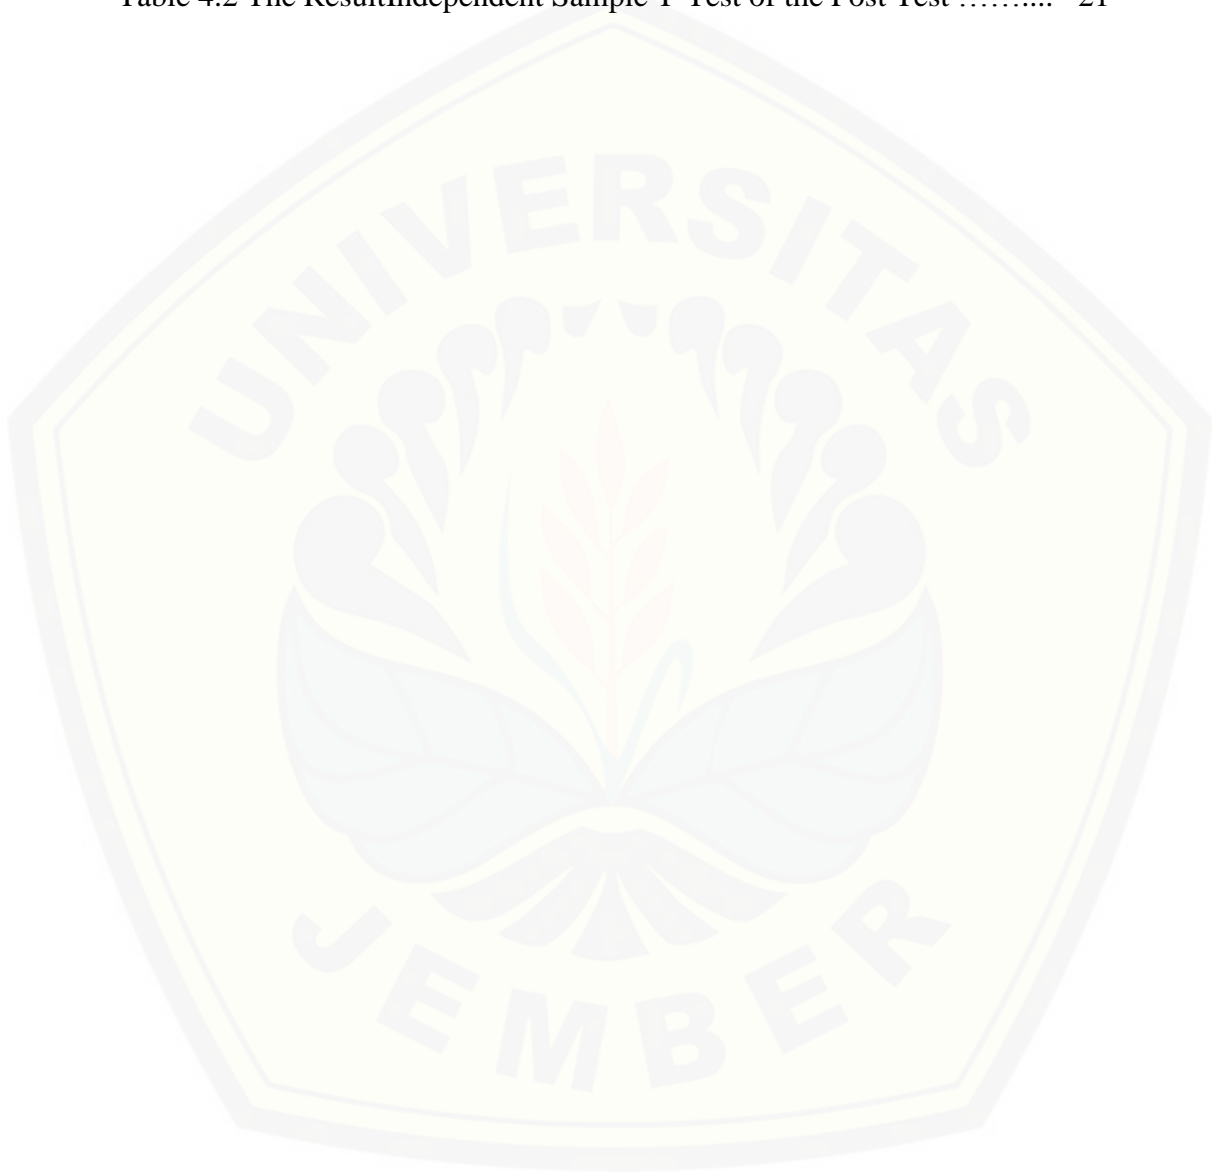 Table 4.2 The ResultIndependent Sample T-Test of the Post Test …….... 21
UNIVERSITAS
JEMBER